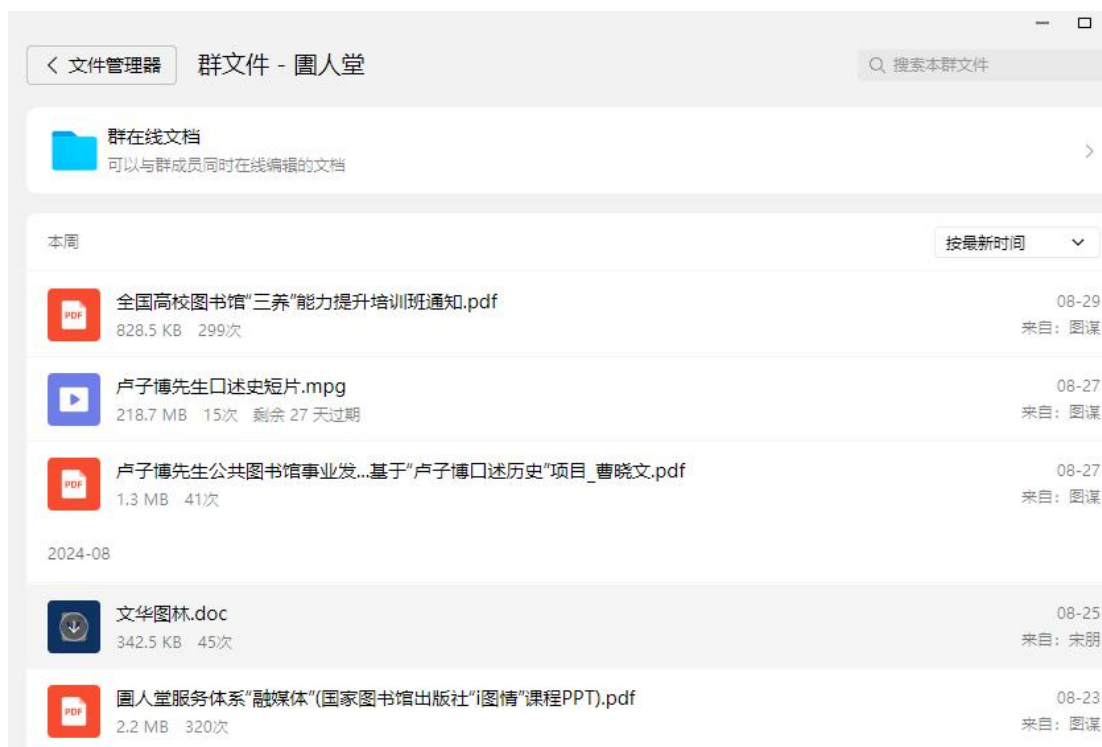 文件管理器
群文件 - 圕人堂
搜索本群文件
群在线文档
可以与群成员同时在线编辑的文档
本周
按最新时间
PDF
全国高校图书馆“三养”能力提升培训班通知.pdf
08-29
828.5 KB 299次
来自：图谋
卢子博先生口述史短片.mpg
08-27
218.7 MB 15次 剩余 27 天过期
来自：图谋
PDF
卢子博先生公共图书馆事业发...基于“卢子博口述历史”项目_曹晓文.pdf
08-27
1.3 MB 41次
来自：图谋
2024-08
文华图林.doc
08-25
342.5 KB 45次
来自：宋朋
PDF
圕人堂服务体系“融媒体”(国家图书馆出版社“i图情”课程PPT).pdf
08-23
2.2 MB 320次
来自：图谋